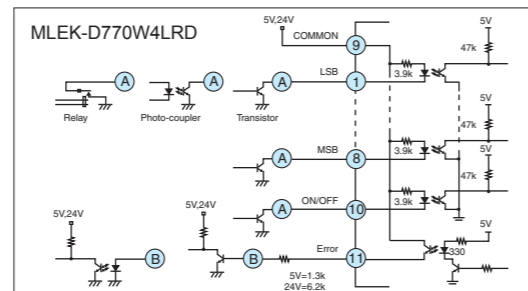 MLEK-D770W4LRD
5V,24V
COMMON
9
5V
47k
LSB
A
A
A
1
3.9k
Relay
Photo-coupler
Transistor
5V
47k
MSB
A
8
3.9k
5V
47k
ON/OFF
A
10
3.9k
5V,24V
5V,24V
5V
Error
B
B
11
330
5V=1.3k
24V=6.2k